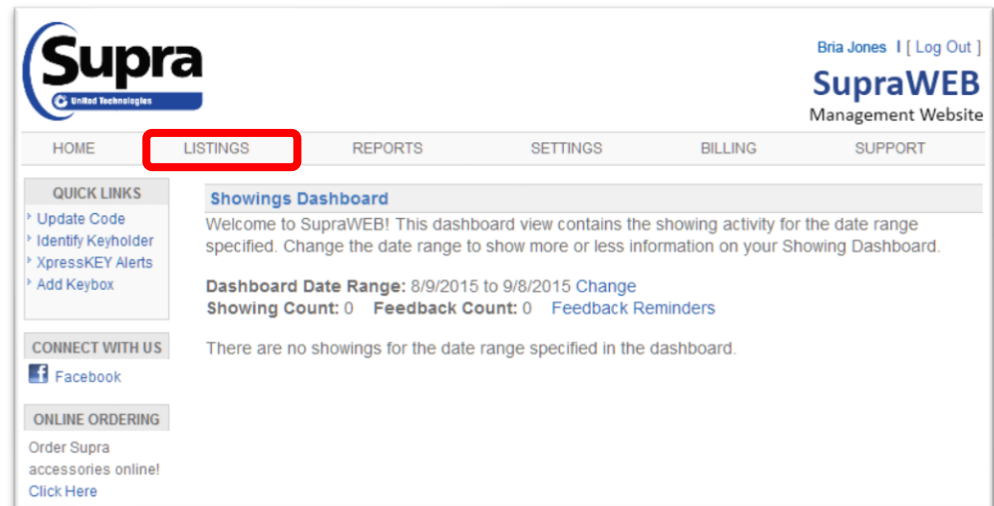 Supra
United Technologies
Bria Jones | [ Log Out ]
SupraWEB
Management Website
HOME LISTINGS REPORTS SETTINGS BILLING SUPPORT
QUICK LINKS
Update Code
Identify Keyholder
XpressKEY Alerts
Add Keybox
CONNECT WITH US
Facebook
ONLINE ORDERING
Order Supra
accessories online!
Click Here
Showings Dashboard
Welcome to SupraWEB! This dashboard view contains the showing activity for the date range
specified. Change the date range to show more or less information on your Showing Dashboard.
Dashboard Date Range: 8/9/2015 to 9/8/2015 Change
Showing Count: 0 Feedback Count: 0 Feedback Reminders
There are no showings for the date range specified in the dashboard.